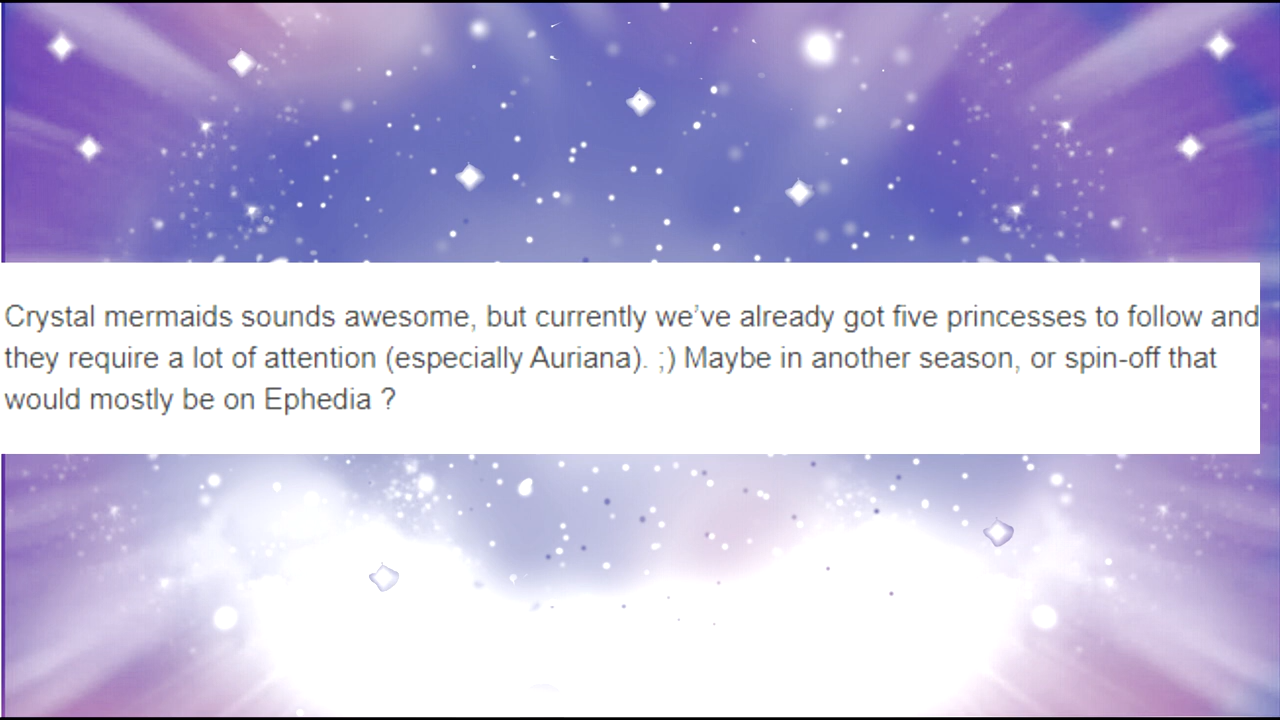 Crystal mermaids sounds awesome, but currently we’ve already got five princesses to follow and
they require a lot of attention (especially Auriana). ;) Maybe in another season, or spin-off that
would mostly be on Ephedia ?